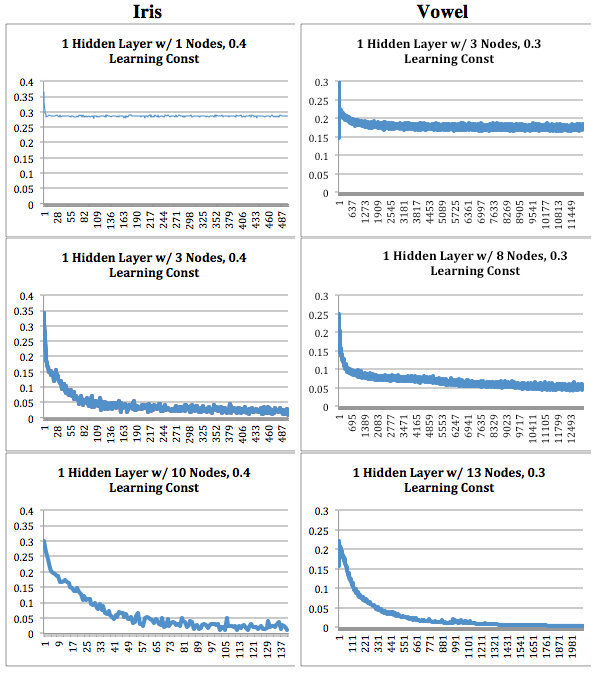 Iris
Vowel
1 Hidden Layer w/ 1 Nodes, 0.4
Learning Const
0.4
0.35
0.3
0.25
0.2
0.15
0.1
0.05
0
1 28 55 82 109 136 163 190 217 244 271 298 325 352 379 406 433 460 487
1 Hidden Layer w/ 3 Nodes, 0.3
Learning Const
0.3
0.25
0.2
0.15
0.1
0.05
0
1 637 1273 1909 2545 3181 3817 4453 5089 5725 6361 6997 7633 8269 8905 9541 10177 10813 11449
1 Hidden Layer w/ 3 Nodes, 0.4
Learning Const
0.4
0.35
0.3
0.25
0.2
0.15
0.1
0.05
0
1 28 55 82 109 136 163 190 217 244 271 298 325 352 379 406 433 460 487
1 Hidden Layer w/ 8 Nodes, 0.3
Learning Const
0.3
0.25
0.2
0.15
0.1
0.05
0
1 695 1389 2083 2777 3471 4165 4859 5553 6247 6941 7635 8329 9023 9717 10411 11105 11799 12493
1 Hidden Layer w/ 10 Nodes, 0.4
Learning Const
0.4
0.35
0.3
0.25
0.2
0.15
0.1
0.05
0
1 9 17 25 33 41 49 57 65 73 81 89 97 105 113 121 129 137
1 Hidden Layer w/ 13 Nodes, 0.3
Learning Const
0.3
0.25
0.2
0.15
0.1
0.05
0
1 111 221 331 441 551 661 771 881 991 1101 1211 1321 1431 1541 1651 1761 1871 1981